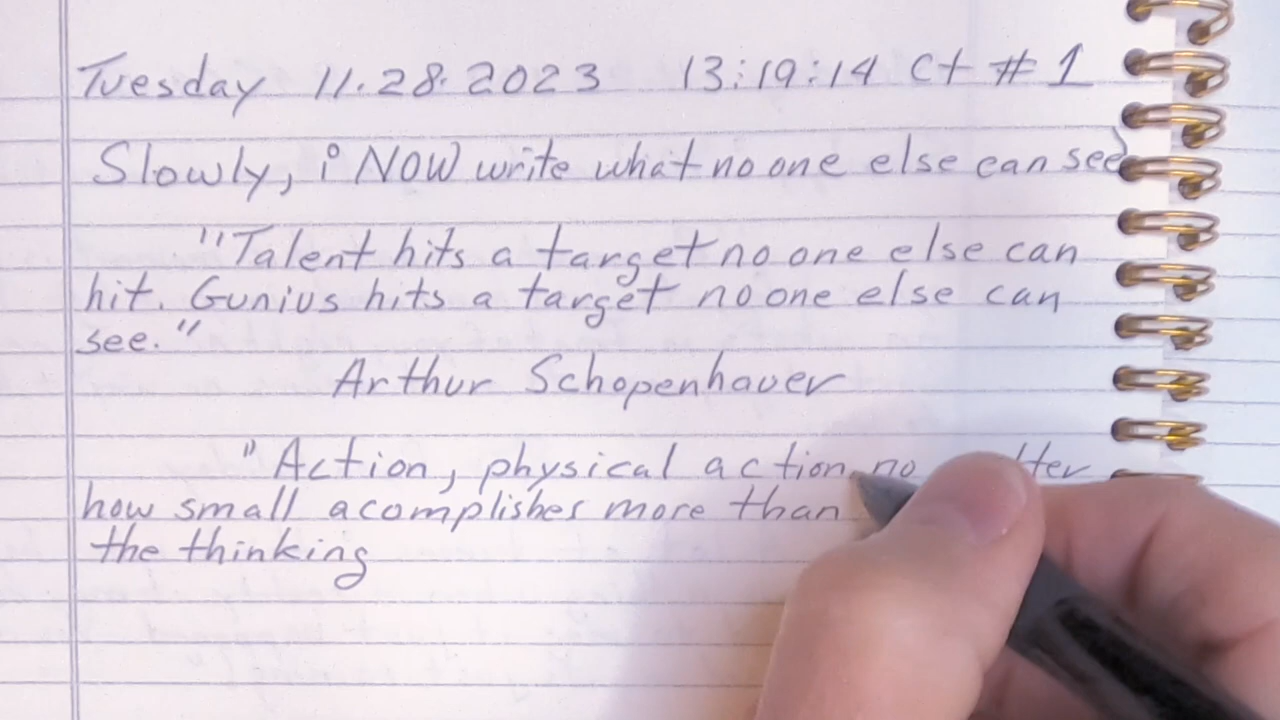 Tuesday 11.28.2023 13:19:14 Ct #1
Slowly, i NOW write what no one else can see
"Talent hits a target no one else can
hit. Gunius hits a target no one else can
see."
Arthur Schopenhauer
"Action, physical action, no
how small acomplishes more than
the thinking